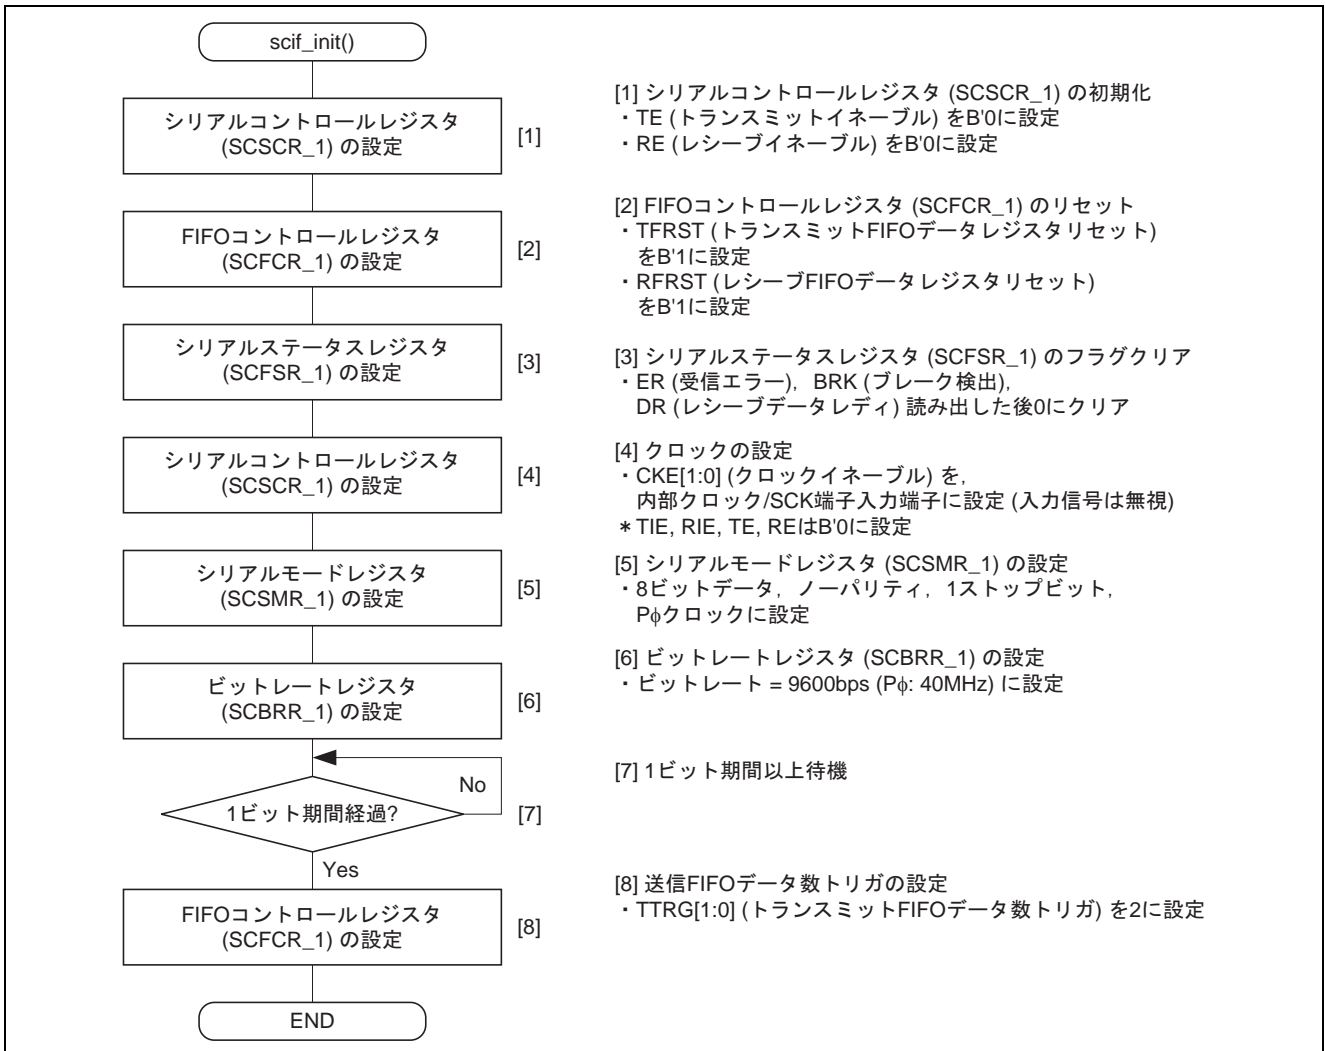 scif_init()
シリアルコントロールレジスタ
(SCSCR_1) の設定
[1]
[1] シリアルコントロールレジスタ (SCSCR_1) の初期化
・TE (トランスミットイネーブル) をB'0に設定
・RE (レシーブイネーブル) をB'0に設定
FIFOコントロールレジスタ
(SCFCR_1) の設定
[2]
[2] FIFOコントロールレジスタ (SCFCR_1) のリセット
・TFRST (トランスミットFIFOデータレジスタリセット)
をB'1に設定
・RFRST (レシーブFIFOデータレジスタリセット)
をB'1に設定
シリアルステータスレジスタ
(SCFSR_1) の設定
[3]
[3] シリアルステータスレジスタ (SCFSR_1) のフラグクリア
・ER (受信エラー)，BRK (ブレーク検出)，
DR (レシーブデータレディ) 読み出した後0にクリア
シリアルコントロールレジスタ
(SCSCR_1) の設定
[4]
[4] クロックの設定
・CKE[1:0] (クロックイネーブル) を，
内部クロック/SCK端子入力端子に設定 (入力信号は無視)
＊TIE, RIE, TE, REはB'0に設定
シリアルモードレジスタ
(SCSMR_1) の設定
[5]
[5] シリアルモードレジスタ (SCSMR_1) の設定
・8ビットデータ，ノーパリティ，1ストップビット，
Pφクロックに設定
ビットレートレジスタ
(SCBRR_1) の設定
[6]
[6] ビットレートレジスタ (SCBRR_1) の設定
・ビットレート = 9600bps (Pφ: 40MHz) に設定
1ビット期間経過?
No
[7]
[7] 1ビット期間以上待機
Yes
FIFOコントロールレジスタ
(SCFCR_1) の設定
[8]
[8] 送信FIFOデータ数トリガの設定
・TTRG[1:0] (トランスミットFIFOデータ数トリガ) を2に設定
END